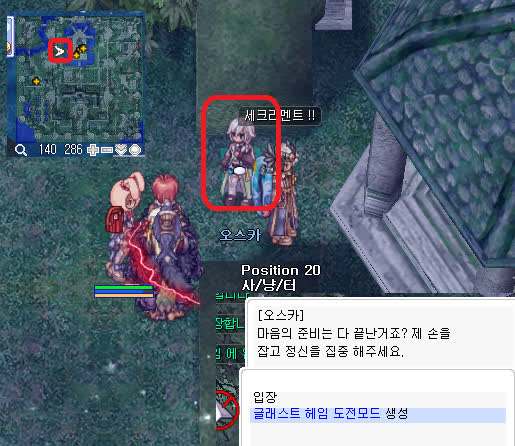 세크라멘트 !!
140 286
오스카
Position 20
사/냥/터
[오스카]
마음의 준비는 다 끝난거죠? 제 손을
잡고 정신을 집중 해주세요.
입장
글래스트 헤임 도전모드 생성